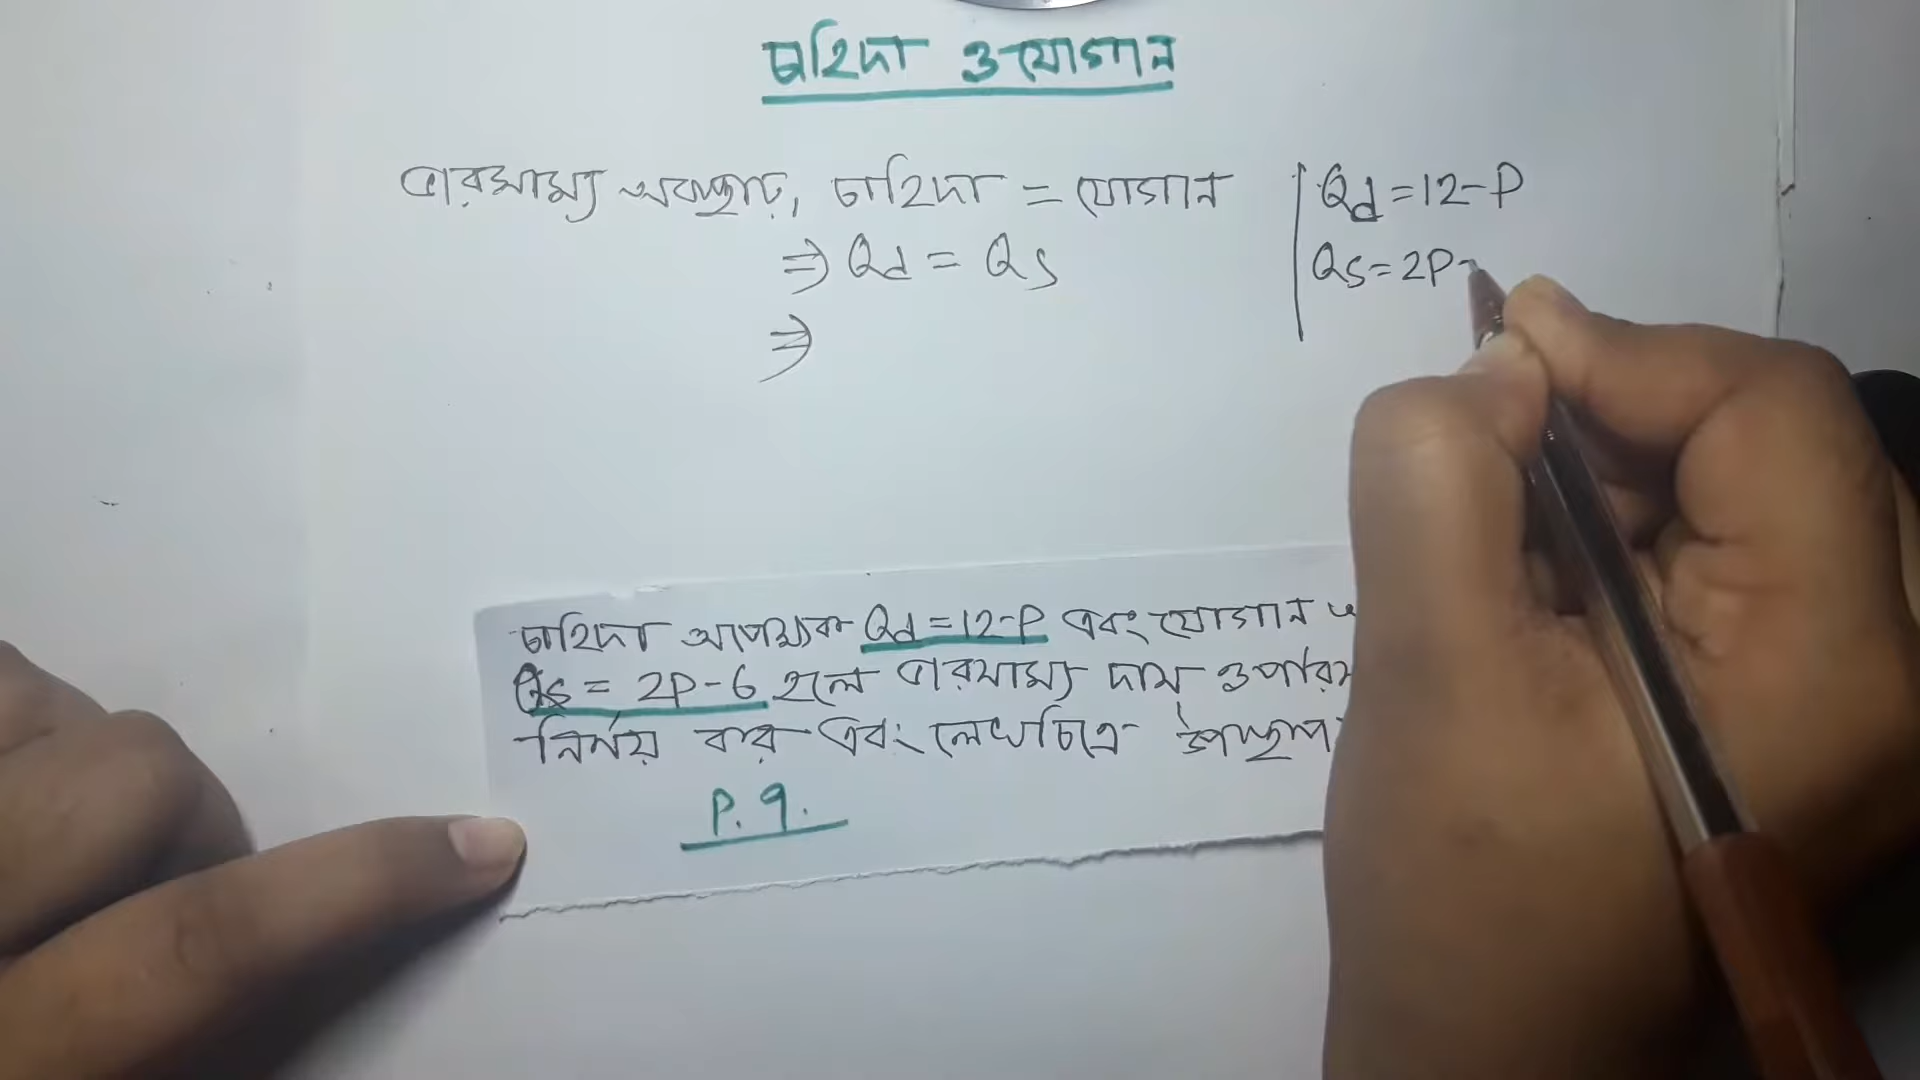 চাহিদা ও যোগান
ভারসাম্য অবস্থায়, চাহিদা = যোগান
⇒ Qd = Qs
⇒
Qd = 12-P
Qs = 2P-
চাহিদা অপেক্ষক Qd = 12-P এবং যোগান
Qs = 2P-6 হলে ভারসাম্য দাম ও
নির্ণয় কর এবং লেখচিত্রে
P. 9.